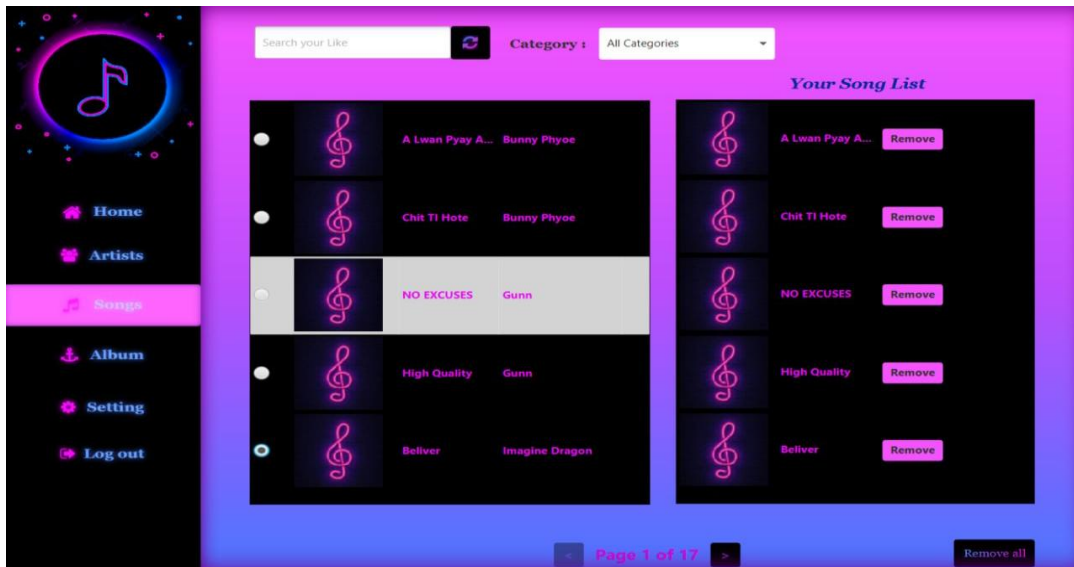 Search your Like
Category :
All Categories
Your Song List
Home
Artists
Songs
Album
Setting
Log out
A Lwan Pyay A... Bunny Phyoe
Chit TI Hote Bunny Phyoe
NO EXCUSES Gunn
High Quality Gunn
Beliver Imagine Dragon
A Lwan Pyay A... Remove
Chit TI Hote Remove
NO EXCUSES Remove
High Quality Remove
Beliver Remove
< Page 1 of 17 >
Remove all